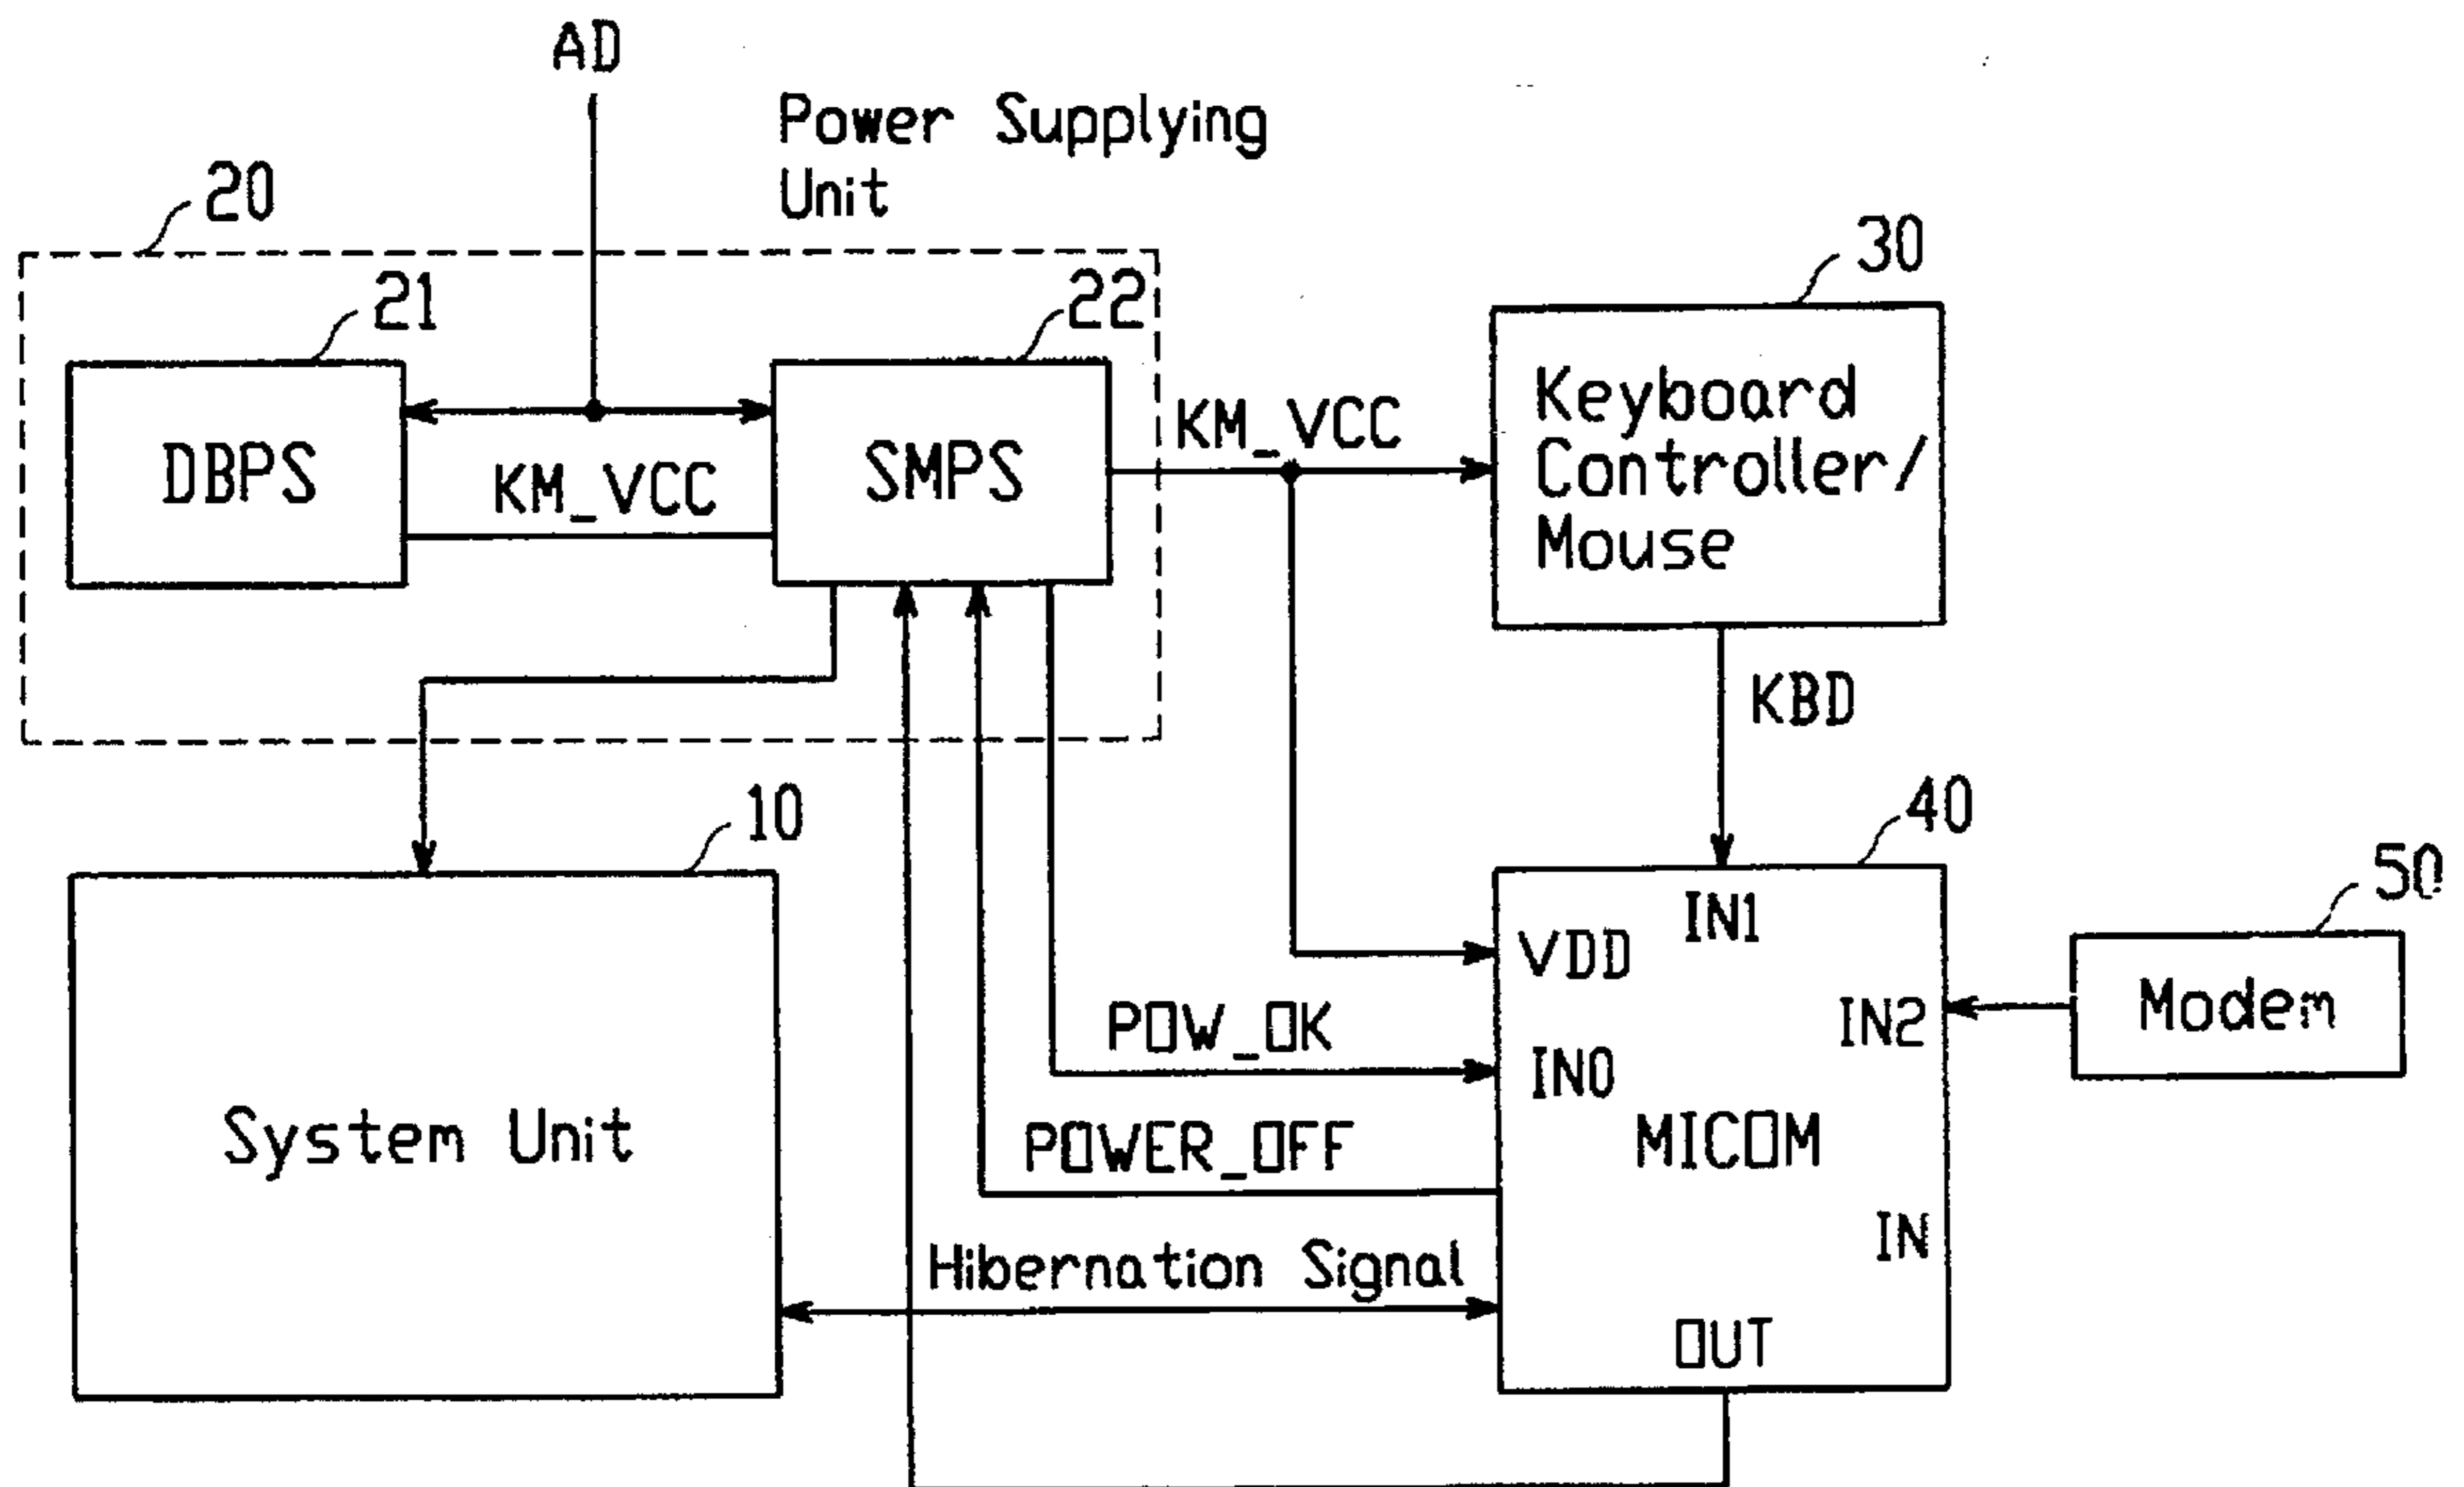 AD
Power Supplying
Unit
20
21
22
30
DBPS
KM_VCC
SMPS
KM_VCC
Keyboard
Controller/
Mouse
KBD
10
40
50
System Unit
IN1
VDD
IN2
Modem
POW_OK
IN0
MICOM
POWER_OFF
IN
Hibernation Signal
OUT